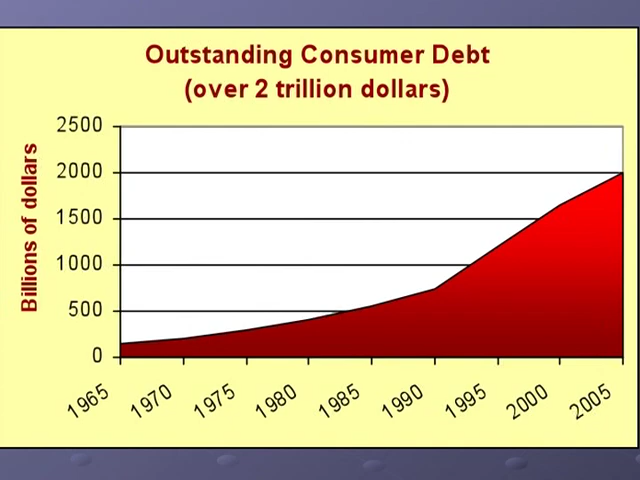 Outstanding Consumer Debt
(over 2 trillion dollars)
Billions of dollars
2500
2000
1500
1000
500
0
1965 1970 1975 1980 1985 1990 1995 2000 2005